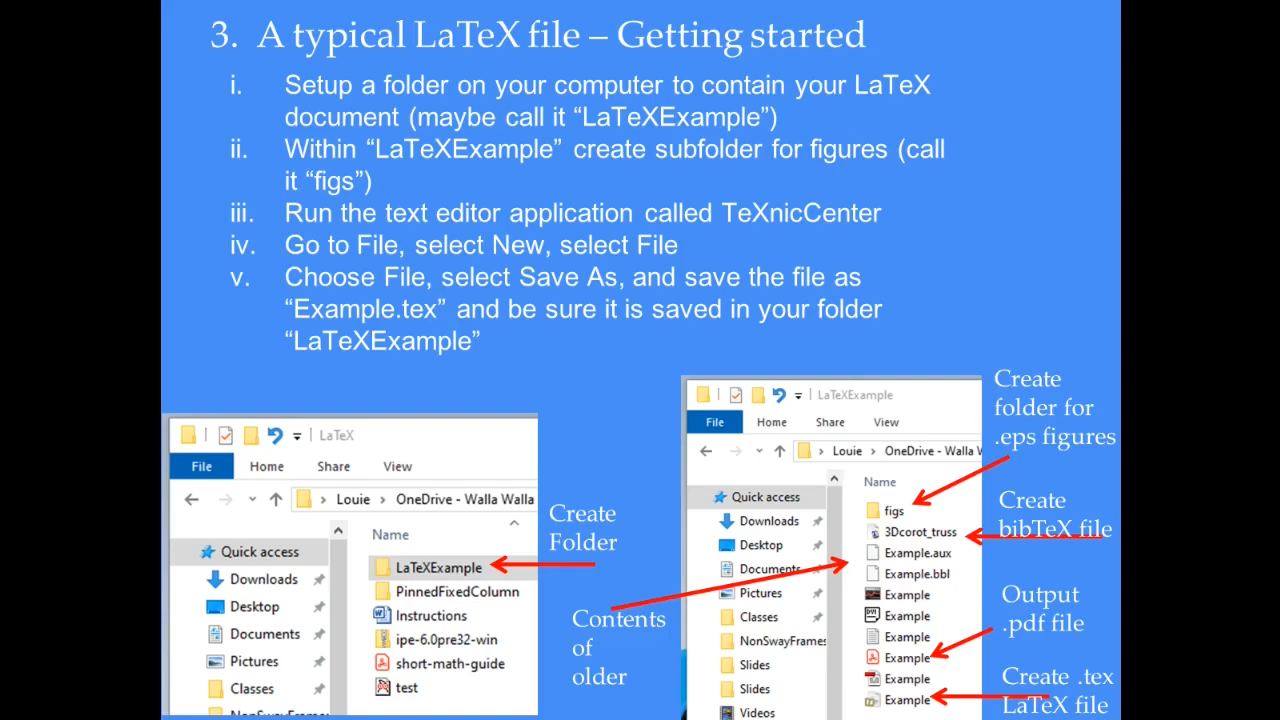 3. A typical LaTeX file – Getting started
i. Setup a folder on your computer to contain your LaTeX
document (maybe call it “LaTeXExample”)
ii. Within “LaTeXExample” create subfolder for figures (call
it “figs”)
iii. Run the text editor application called TeXnicCenter
iv. Go to File, select New, select File
v. Choose File, select Save As, and save the file as
“Example.tex” and be sure it is saved in your folder
“LaTeXExample”
LaTeX
File Home Share View
Louie OneDrive - Walla Walla
Name
Quick access
Downloads
Desktop
Documents
Pictures
Classes
NonSwayFrames
LaTeXExample
PinnedFixedColumn
Instructions
ipe-6.0pre32-win
short-math-guide
test
Create
Folder
Contents
of
older
LaTeXExample
File Home Share View
Louie OneDrive - Walla W
Name
Quick access
Downloads
Desktop
Documents
Pictures
Classes
NonSwayFrames
Slides
Slides
Videos
figs
3Dcorot_truss
Example.aux
Example.bbl
Example
Example
Example
Example
Example
Example
Create
folder for
.eps figures
Create
bibTeX file
Output
.pdf file
Create .tex
LaTeX file